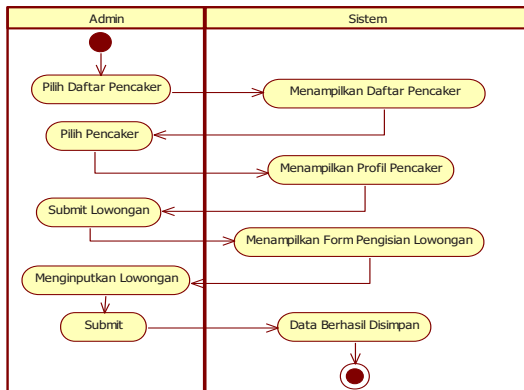 Admin
Sistem
Pilih Daftar Pencaker
Menampilkan Daftar Pencaker
Pilih Pencaker
Menampilkan Profil Pencaker
Submit Lowongan
Menampilkan Form Pengisian Lowongan
Menginputkan Lowongan
Submit
Data Berhasil Disimpan